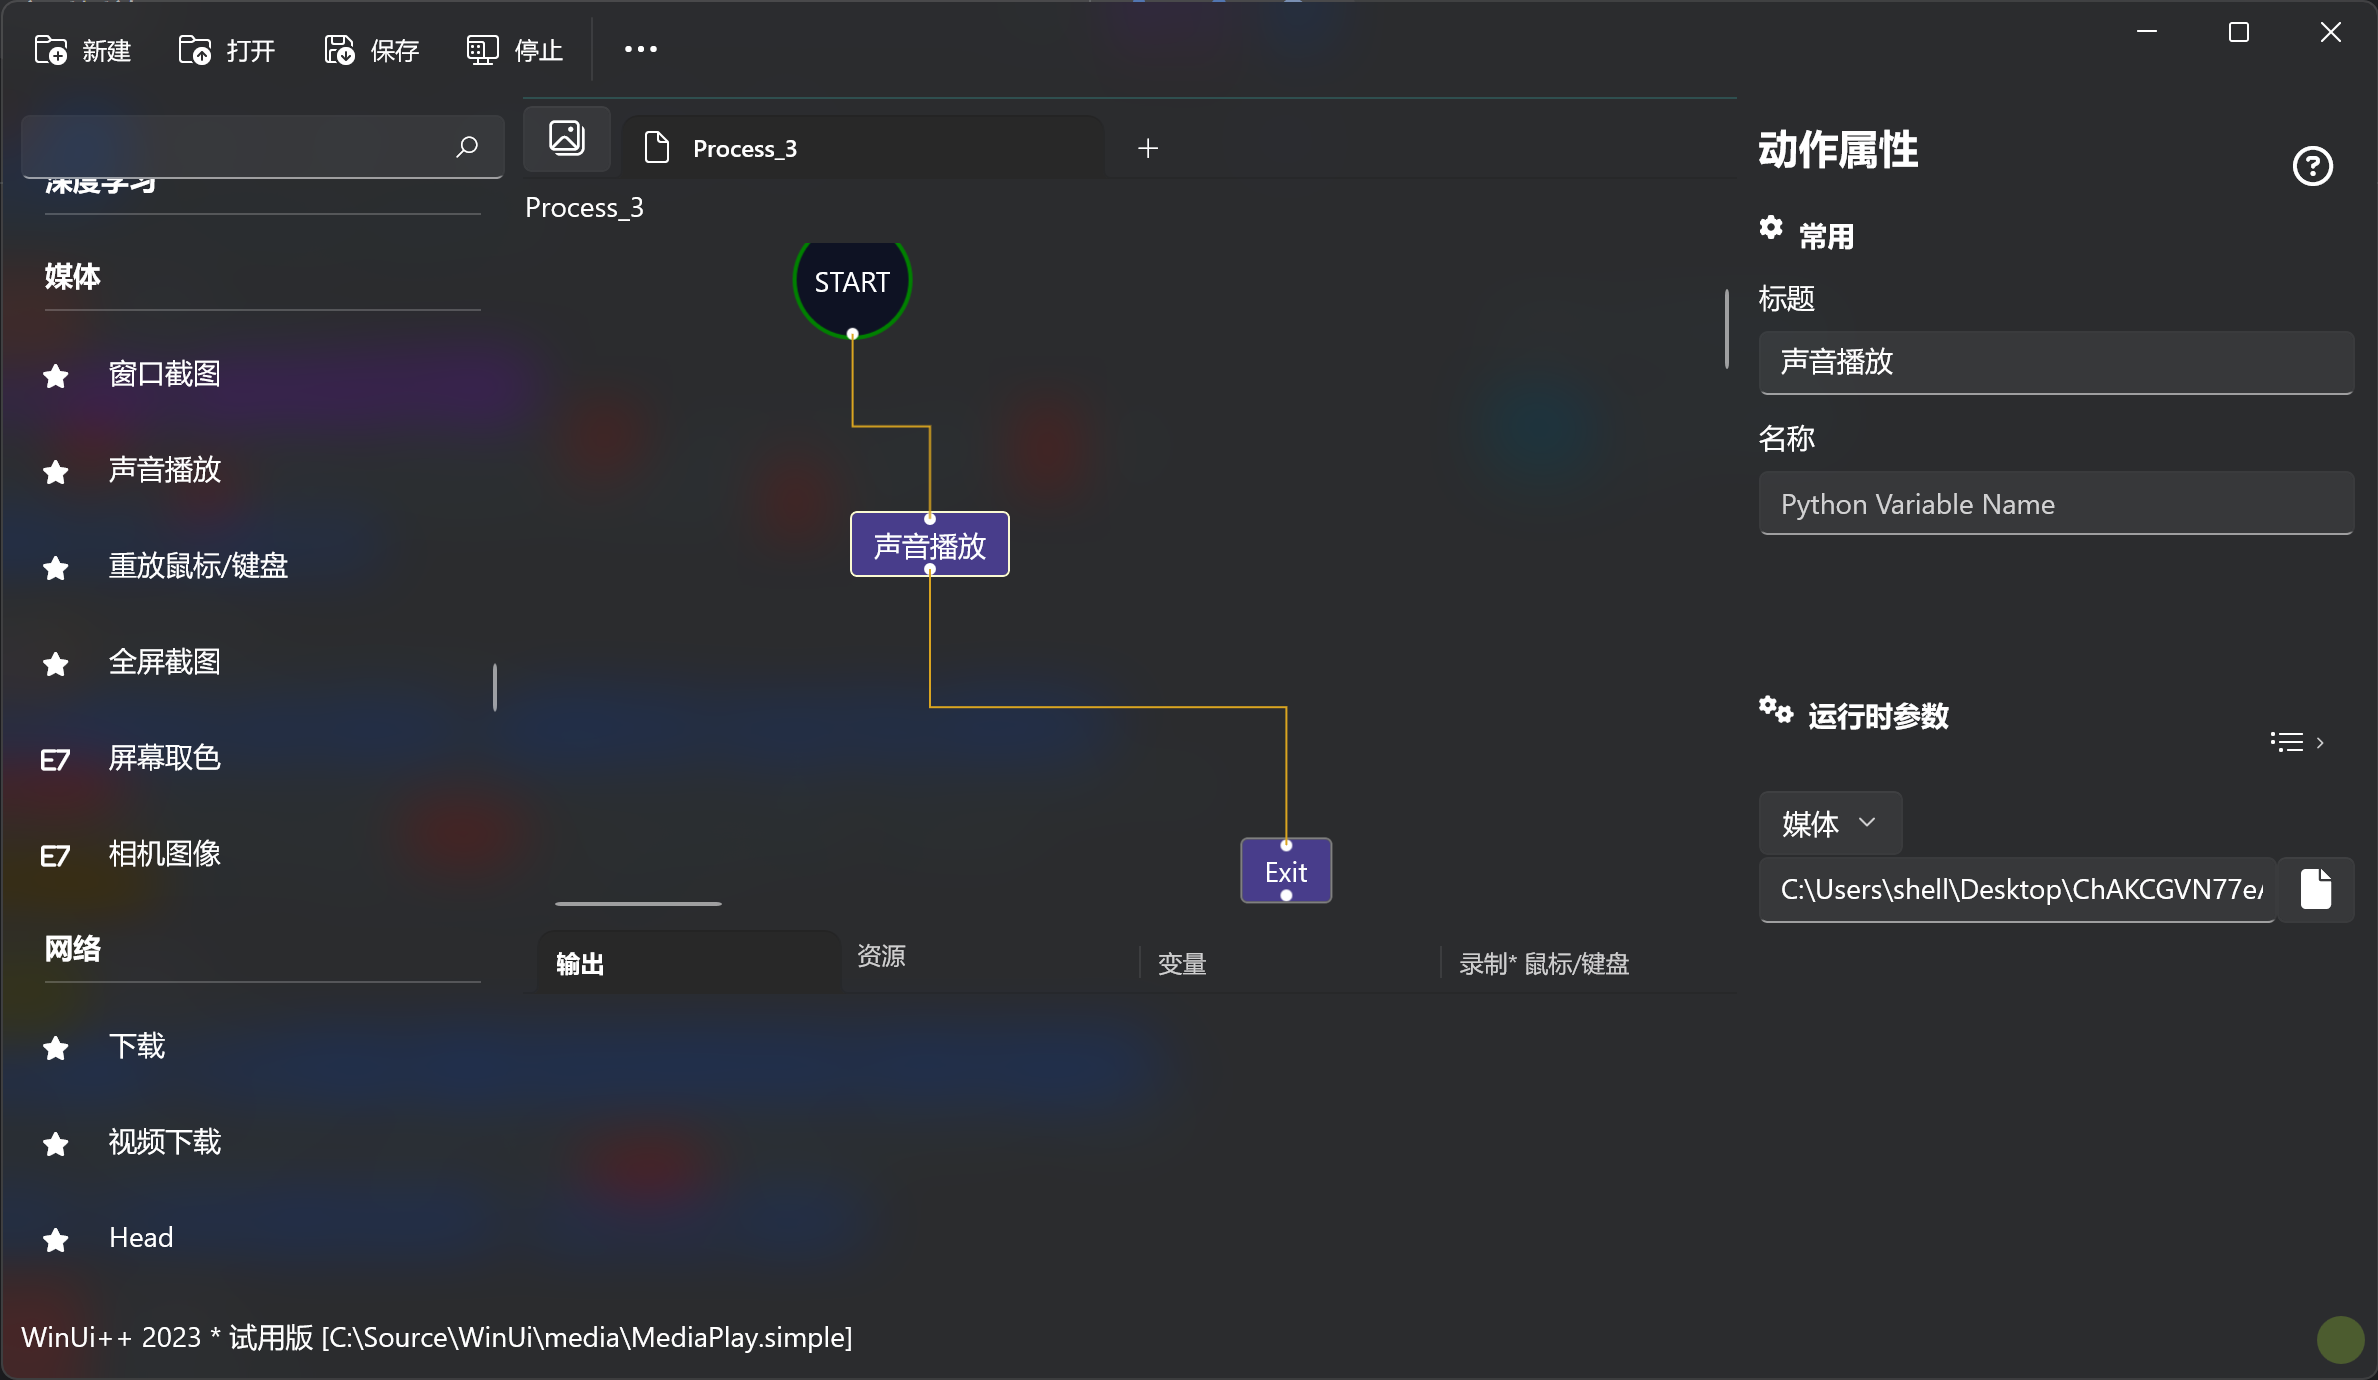 新建
打开
保存
停止
深度学习
媒体
窗口截图
声音播放
重放鼠标/键盘
全屏截图
屏幕取色
相机图像
网络
下载
视频下载
Head
Process_3
Process_3
START
声音播放
Exit
输出
资源
变量
录制* 鼠标/键盘
动作属性
常用
标题
声音播放
名称
Python Variable Name
运行时参数
媒体
C:\Users\shell\Desktop\ChAKCGVN77e
WinUi++ 2023 * 试用版 [C:\Source\WinUi\media\MediaPlay.simple]